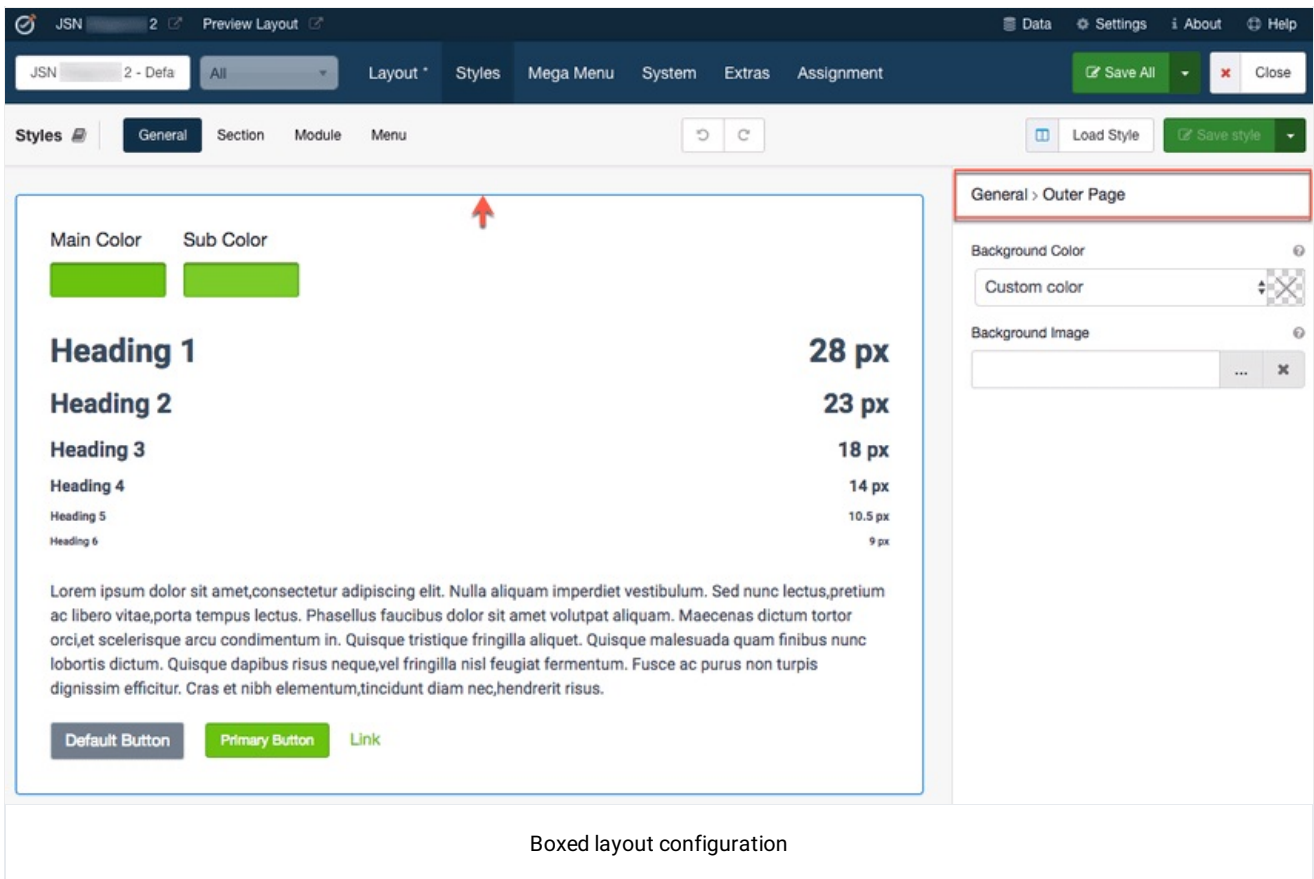 JSN 2 Preview Layout Data Settings i About Help
JSN 2 - Defa All Layout * Styles Mega Menu System Extras Assignment Save All Close
Styles General Section Module Menu Load Style Save style
General > Outer Page
Main Color Sub Color
Background Color
Custom color
Background Image
...
Heading 1 28 px
Heading 2 23 px
Heading 3 18 px
Heading 4 14 px
Heading 5 10.5 px
Heading 6 9 px
Lorem ipsum dolor sit amet,consectetur adipiscing elit. Nulla aliquam imperdiet vestibulum. Sed nunc lectus,pretium
ac libero vitae,porta tempus lectus. Phasellus faucibus dolor sit amet volutpat aliquam. Maecenas dictum tortor
orci,et scelerisque arcu condimentum in. Quisque tristique fringilla aliquet. Quisque malesuada quam finibus nunc
lobortis dictum. Quisque dapibus risus neque,vel fringilla nisl feugiat fermentum. Fusce ac purus non turpis
dignissim efficitur. Cras et nibh elementum,tincidunt diam nec,hendrerit risus.
Default Button Primary Button Link
Boxed layout configuration